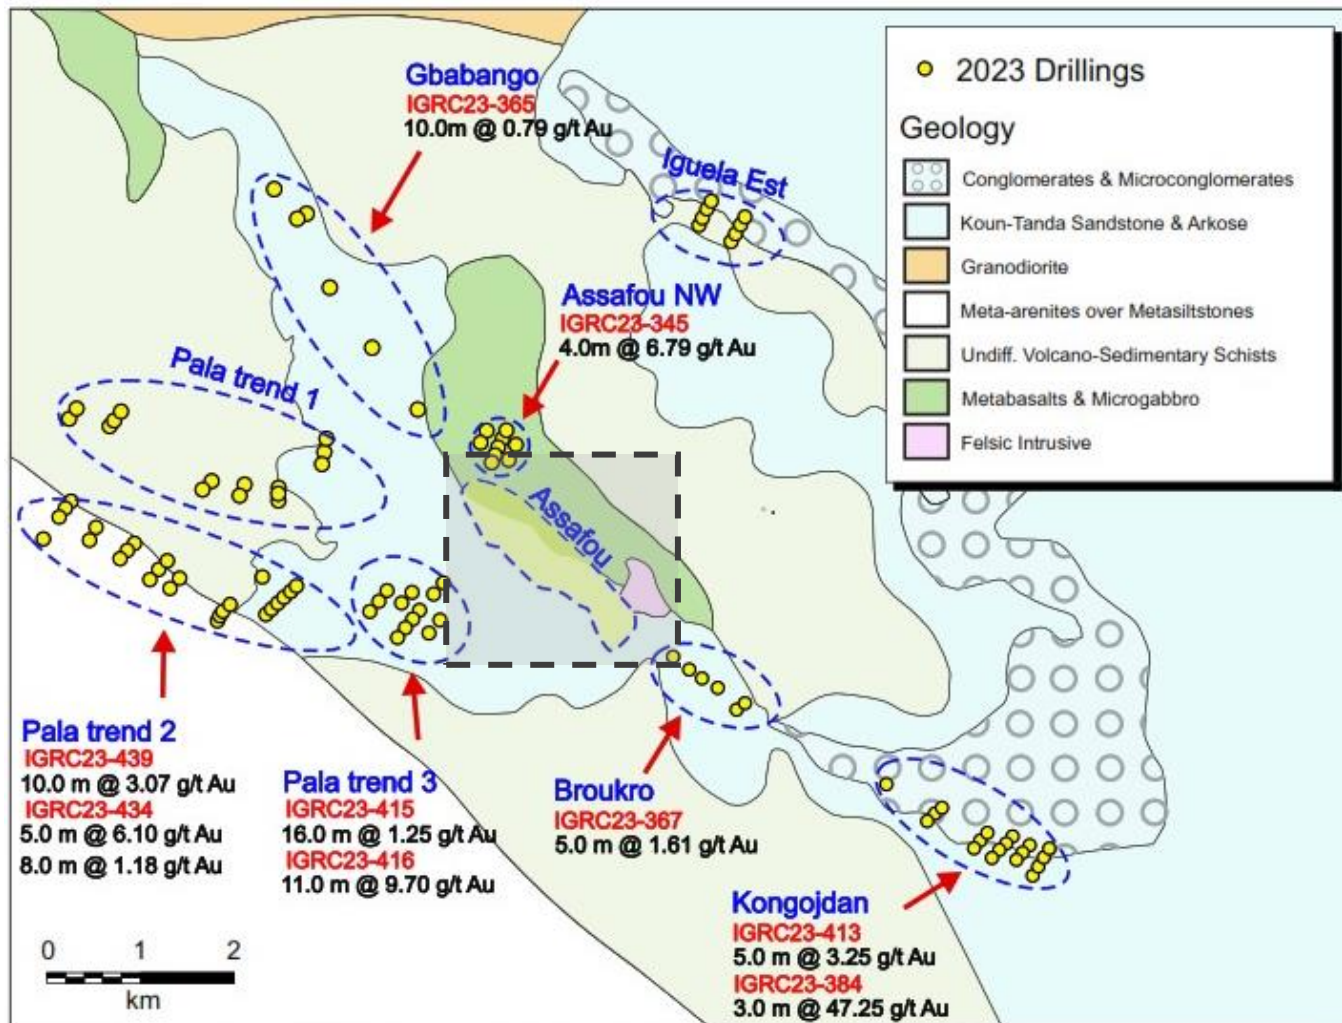 Gbabango
IGRC23-365
10.0m @ 0.79 g/t Au
Iguela Est
Assafou NW
IGRC23-345
4.0m @ 6.79 g/t Au
Pala trend 1
Assafou
Pala trend 2
IGRC23-439
10.0 m @ 3.07 g/t Au
IGRC23-434
5.0 m @ 6.10 g/t Au
8.0 m @ 1.18 g/t Au
Pala trend 3
IGRC23-415
16.0 m @ 1.25 g/t Au
IGRC23-416
11.0 m @ 9.70 g/t Au
Broukro
IGRC23-367
5.0 m @ 1.61 g/t Au
Kongojdan
IGRC23-413
5.0 m @ 3.25 g/t Au
IGRC23-384
3.0 m @ 47.25 g/t Au
0 1 2
km
2023 Drillings
Geology
Conglomerates & Microconglomerates
Koun-Tanda Sandstone & Arkose
Granodiorite
Meta-arenites over Metasiltstones
Undiff. Volcano-Sedimentary Schists
Metabasalts & Microgabbro
Felsic Intrusive